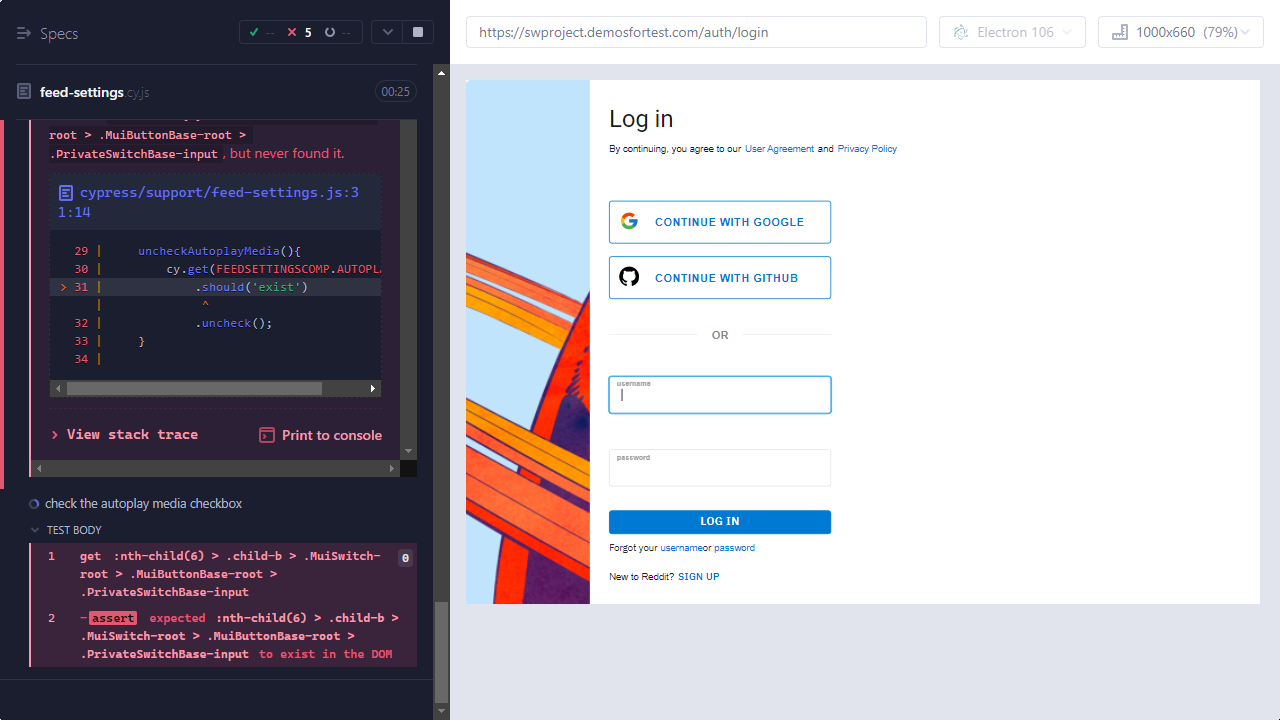 Specs
--
5
--
feed-settings.cy.js
00:25
root > .MuiButtonBase-root >
.PrivateSwitchBase-input , but never found it.
cypress/support/feed-settings.js:3
1:14
29 | uncheckAutoplayMedia(){
30 | cy.get(FEEDSETTINGSCOMP.AUTOPLA
> 31 | .should('exist')
| ^
32 | .uncheck();
33 | }
34 |
View stack trace
Print to console
check the autoplay media checkbox
TEST BODY
1 get :nth-child(6) > .child-b > .MuiSwitch-
root > .MuiButtonBase-root >
.PrivateSwitchBase-input
0
2 -assert expected :nth-child(6) > .child-b >
.MuiSwitch-root > .MuiButtonBase-root >
.PrivateSwitchBase-input to exist in the DOM
https://swproject.demosfortest.com/auth/login
Electron 106
1000x660 (79%)
Log in
By continuing, you agree to our User Agreement and Privacy Policy
CONTINUE WITH GOOGLE
CONTINUE WITH GITHUB
OR
username
password
LOG IN
Forgot your usernameor password
New to Reddit? SIGN UP